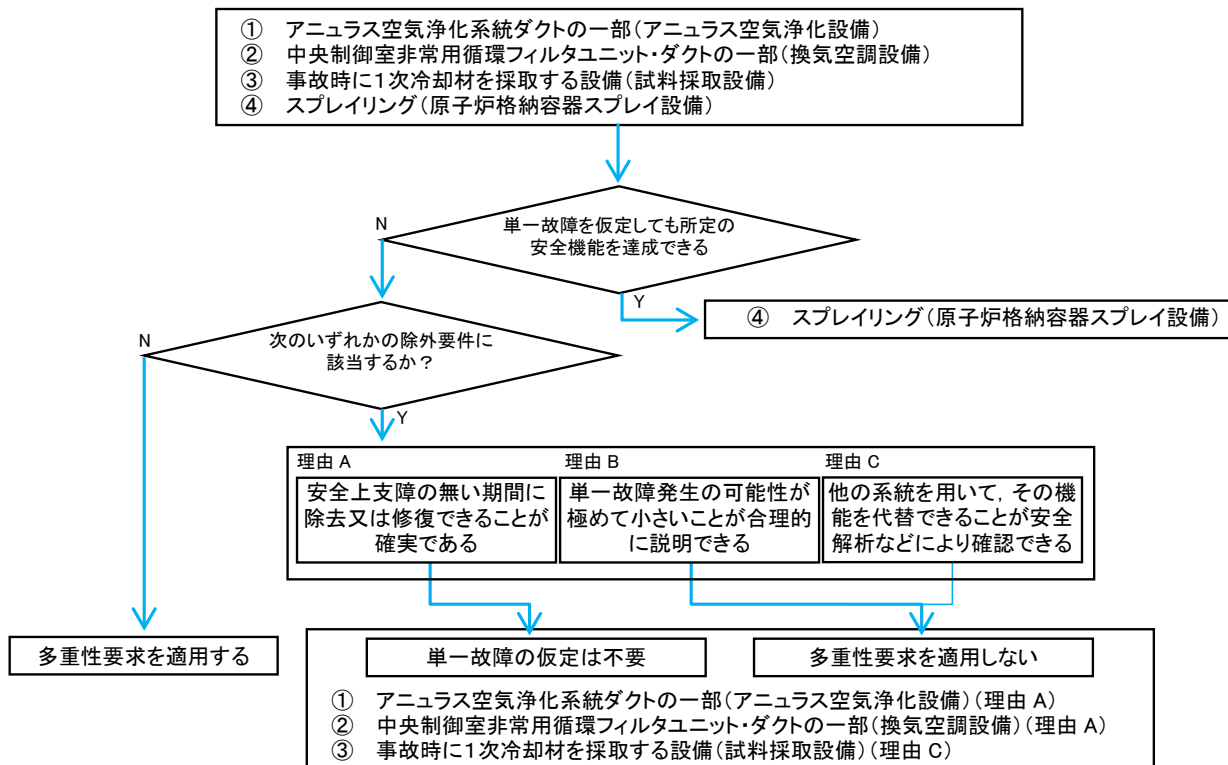 ① アニュラス空気浄化系統ダクトの一部(アニュラス空気浄化設備)
② 中央制御室非常用循環フィルタユニット・ダクトの一部(換気空調設備)
③ 事故時に1次冷却材を採取する設備(試料採取設備)
④ スプレイリング(原子炉格納容器スプレイ設備)
N
単一故障を仮定しても所定の
安全機能を達成できる
Y
④ スプレイリング(原子炉格納容器スプレイ設備)
N
次のいずれかの除外要件に
該当するか?
Y
理由 A
安全上支障の無い期間に
除去又は修復できることが
確実である
理由 B
単一故障発生の可能性が
極めて小さいことが合理的
に説明できる
理由 C
他の系統を用いて,その機
能を代替できることが安全
解析などにより確認できる
多重性要求を適用する
単一故障の仮定は不要
多重性要求を適用しない
① アニュラス空気浄化系統ダクトの一部(アニュラス空気浄化設備)(理由 A)
② 中央制御室非常用循環フィルタユニット・ダクトの一部(換気空調設備)(理由 A)
③ 事故時に1次冷却材を採取する設備(試料採取設備)(理由 C)